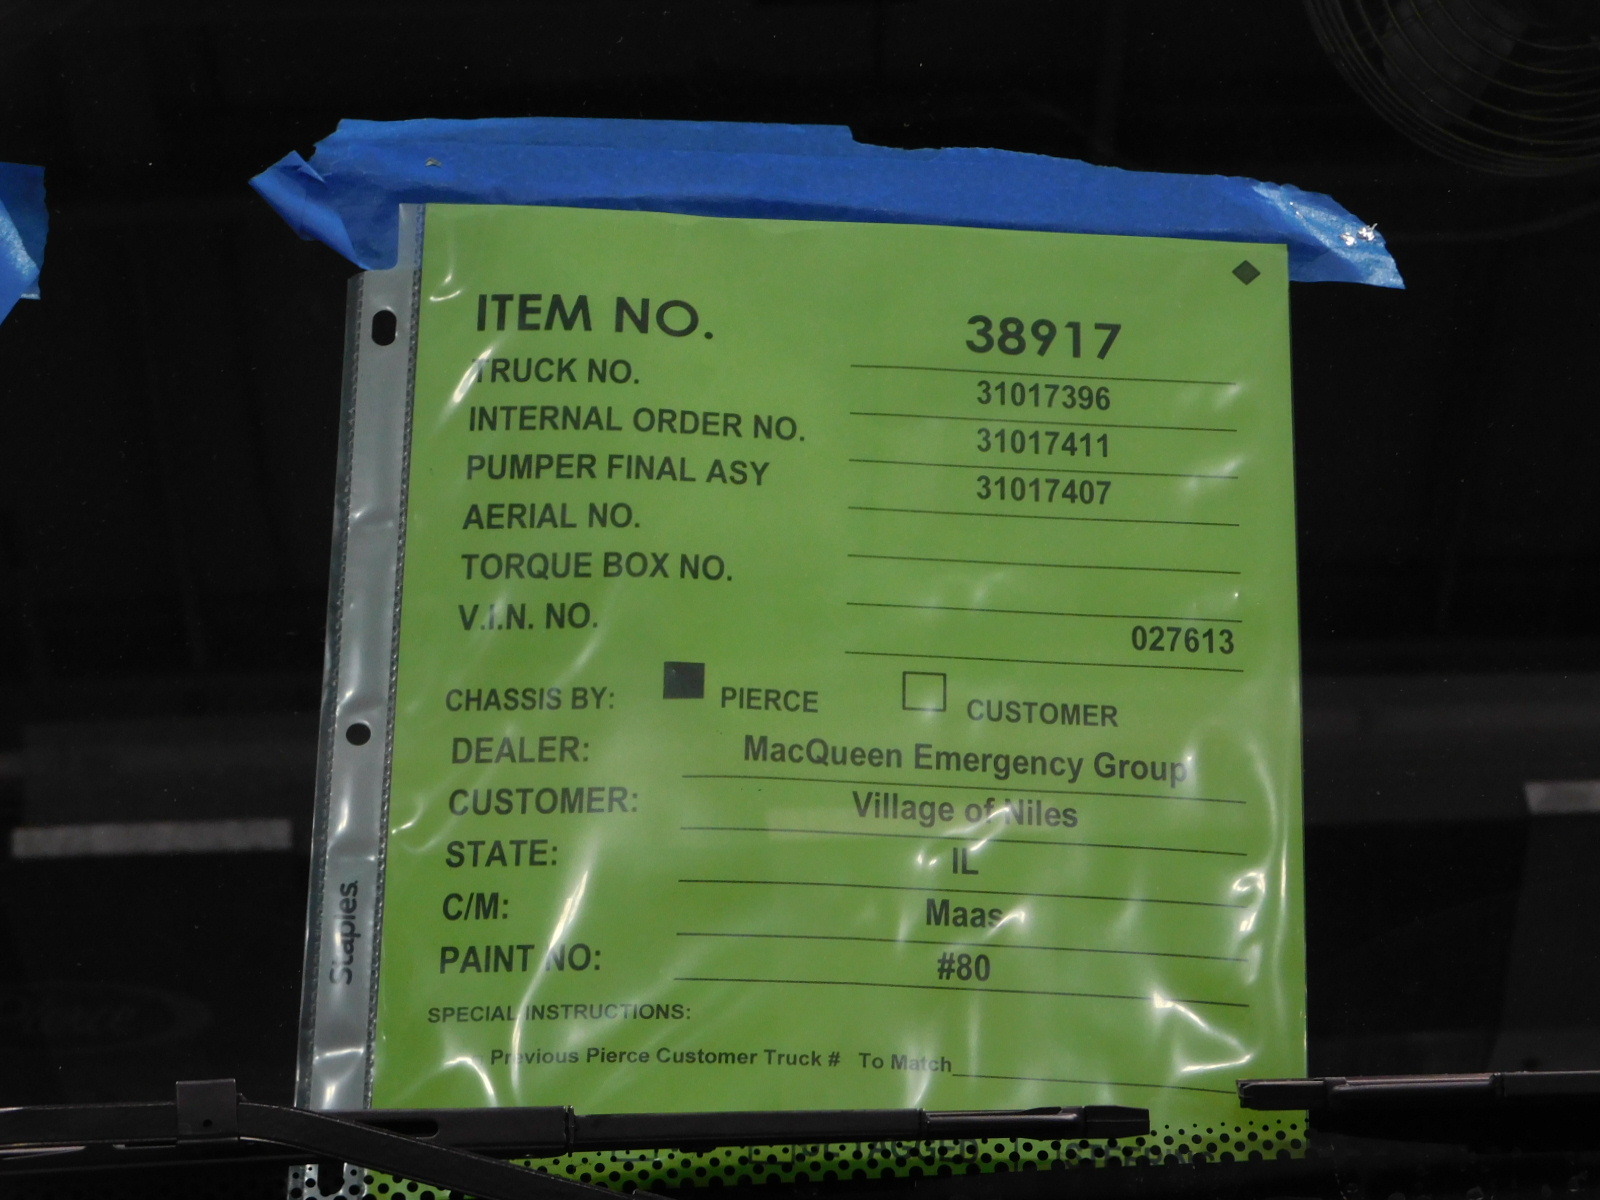 ITEM NO. 38917
TRUCK NO. 31017396
INTERNAL ORDER NO. 31017411
PUMPER FINAL ASY 31017407
AERIAL NO.
TORQUE BOX NO.
V.I.N. NO. 027613
CHASSIS BY: PIERCE CUSTOMER
DEALER: MacQueen Emergency Group
CUSTOMER: Village of Niles
STATE: IL
C/M: Maas
PAINT NO: #80
SPECIAL INSTRUCTIONS:
Previous Pierce Customer Truck # To Match
Staples